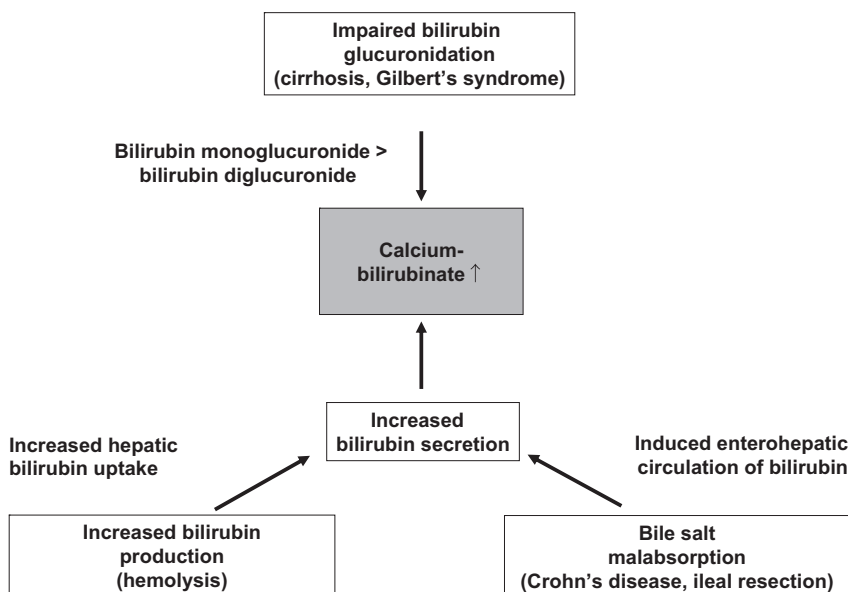 Impaired bilirubin
glucuronidation
(cirrhosis, Gilbert's syndrome)
Bilirubin monoglucuronide >
bilirubin diglucuronide
Calcium-
bilirubinate ↑
Increased
bilirubin secretion
Increased hepatic
bilirubin uptake
Induced enterohepatic
circulation of bilirubin
Increased bilirubin
production
(hemolysis)
Bile salt
malabsorption
(Crohn's disease, ileal resection)